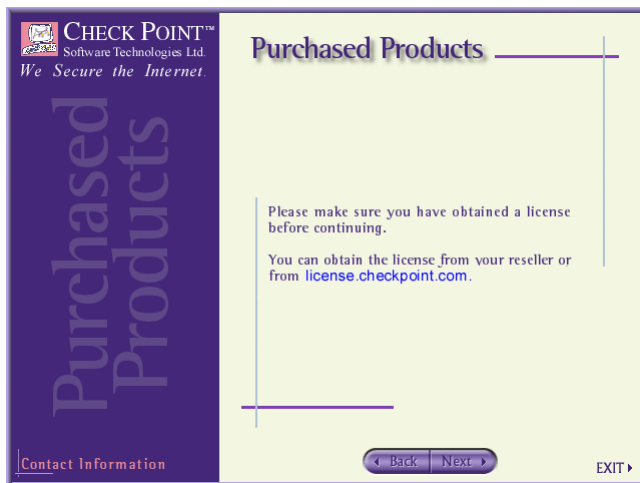 CHECK POINT™
Software Technologies Ltd.
We Secure the Internet.
Purchased
Products
Contact Information
Purchased Products
Please make sure you have obtained a license
before continuing.
You can obtain the license from your reseller or
from license.checkpoint.com.
Back Next
EXIT